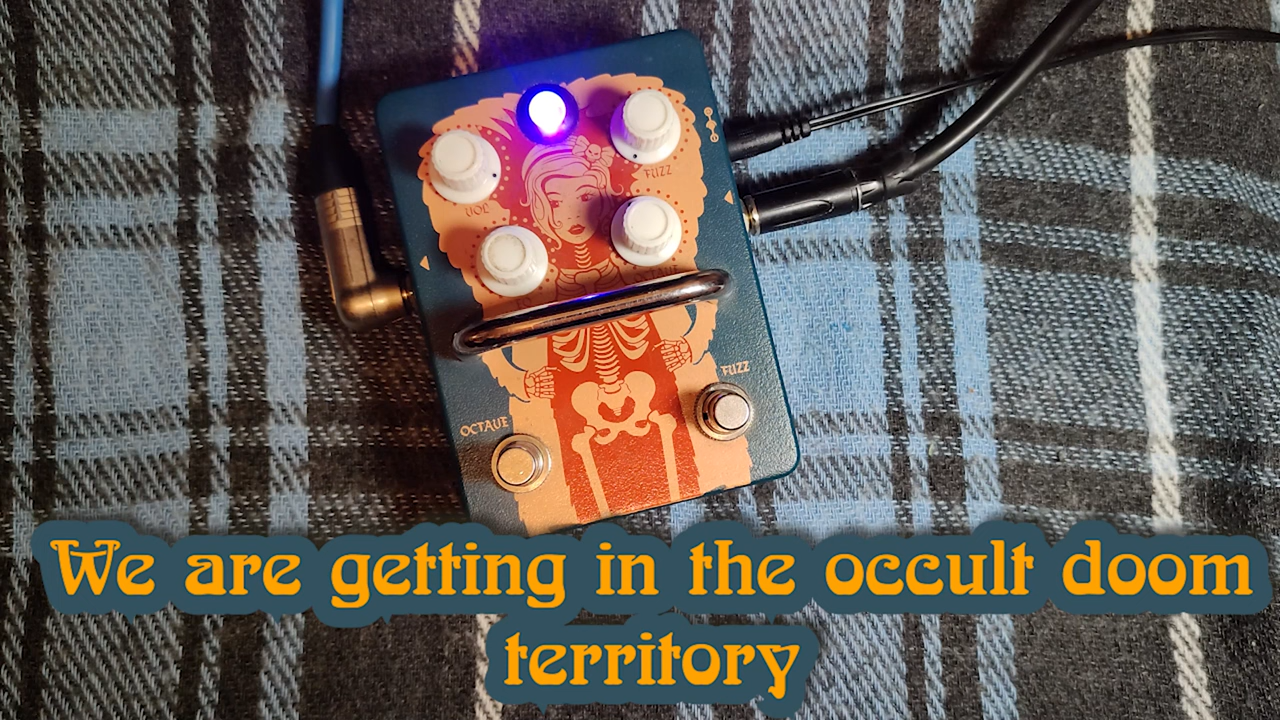 VOL
FUZZ
FUZZ
OCTAVE
We are getting in the occult doom
territory